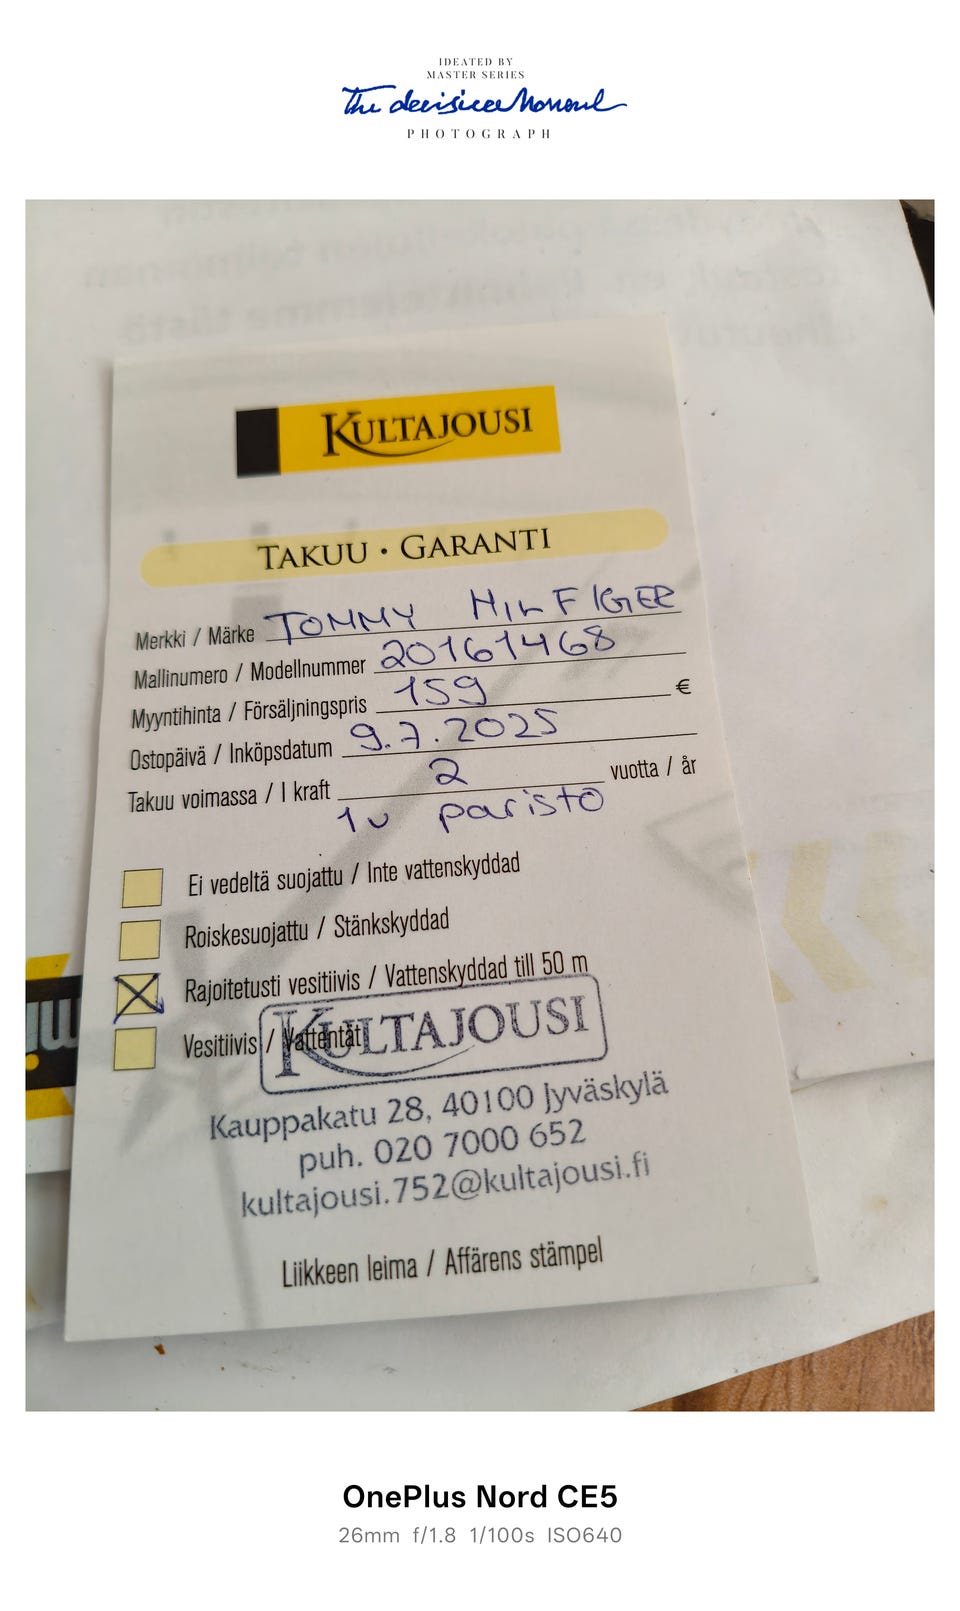 IDEATED BY
MASTER SERIES
The decisive Moment
PHOTOGRAPH
KULTAJOUSI
TAKUU • GARANTI
Merkki / Märke TOMMY HILFIGER
Mallinumero / Modellnummer 20161468
Myyntihinta / Försäljningspris 159 €
Ostopäivä / Inköpsdatum 9.7.2025
Takuu voimassa / I kraft 2 vuotta / år
1v paristo
Ei vedeltä suojattu / Inte vattenskyddad
Roiskesuojattu / Stänkskyddad
Rajoitetusti vesitiivis / Vattenskyddad till 50 m
Vesitiivis / Vattentät
KULTAJOUSI
Kauppakatu 28, 40100 Jyväskylä
puh. 020 7000 652
kultajousi.752@kultajousi.fi
Liikkeen leima / Affärens stämpel
OnePlus Nord CE5
26mm f/1.8 1/100s ISO640